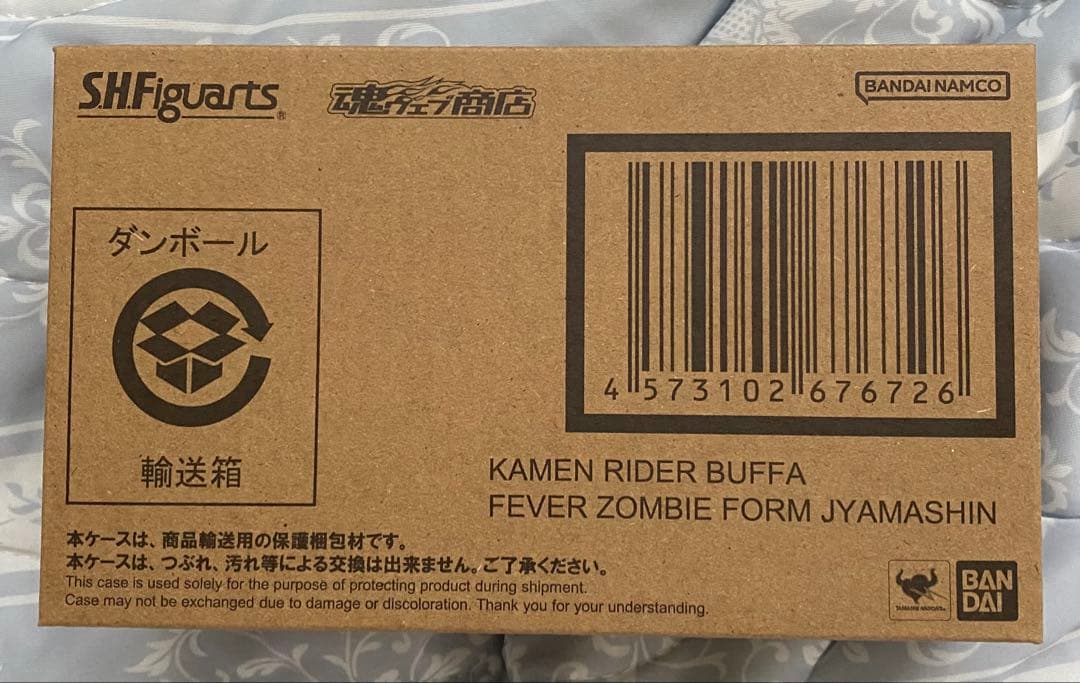 S.H.Figuarts®
魂ウェブ商店
BANDAI NAMCO
ダンボール
輸送箱
4 573102 676726
KAMEN RIDER BUFFA
FEVER ZOMBIE FORM JYAMASHIN
本ケースは、商品輸送用の保護梱包材です。
本ケースは、つぶれ、汚れ等による交換は出来ません。ご了承ください。
This case is used solely for the purpose of protecting product during shipment.
Case may not be exchanged due to damage or discoloration. Thank you for your understanding.
TAMASHII NATIONS
BAN
DAI